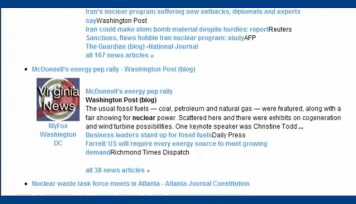 Iran's nuclear program suffering new setbacks, diplomats and experts
sayWashington Post
Iran could make atom bomb material despite hurdles: reportReuters
Sanctions, flaws hobble Iran nuclear program: studyAFP
The Guardian (blog) -National Journal
all 167 news articles »
McDonnell's energy pep rally - Washington Post (blog)
Virginia
News
MyFox
Washington
DC
McDonnell's energy pep rally
Washington Post (blog)
The usual fossil fuels — coal, petroleum and natural gas — were featured, along with a
fair showing for nuclear power. Scattered here and there were exhibits on cogeneration
and wind turbine possibilities. One keynote speaker was Christine Todd ...
Business leaders stand up for fossil fuelsDaily Press
Farrell: US will require every energy source to meet growing
demandRichmond Times Dispatch
all 38 news articles »
Nuclear waste task force meets in Atlanta - Atlanta Journal Constitution